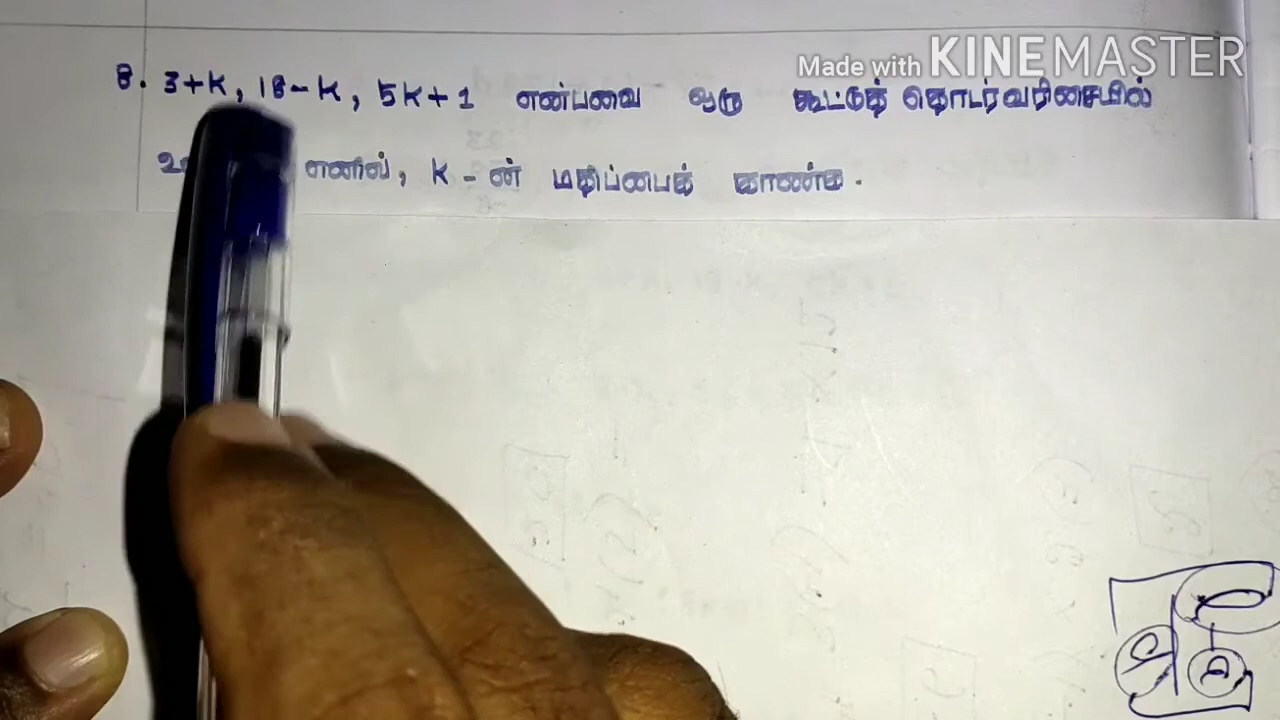 Made with KINEMASTER
8. 3+K, 18-K, 5K+1 என்பவை ஒரு கூட்டுத் தொடர்வரிசையில்
எனில், K - ன் மதிப்பைக் காண்க.